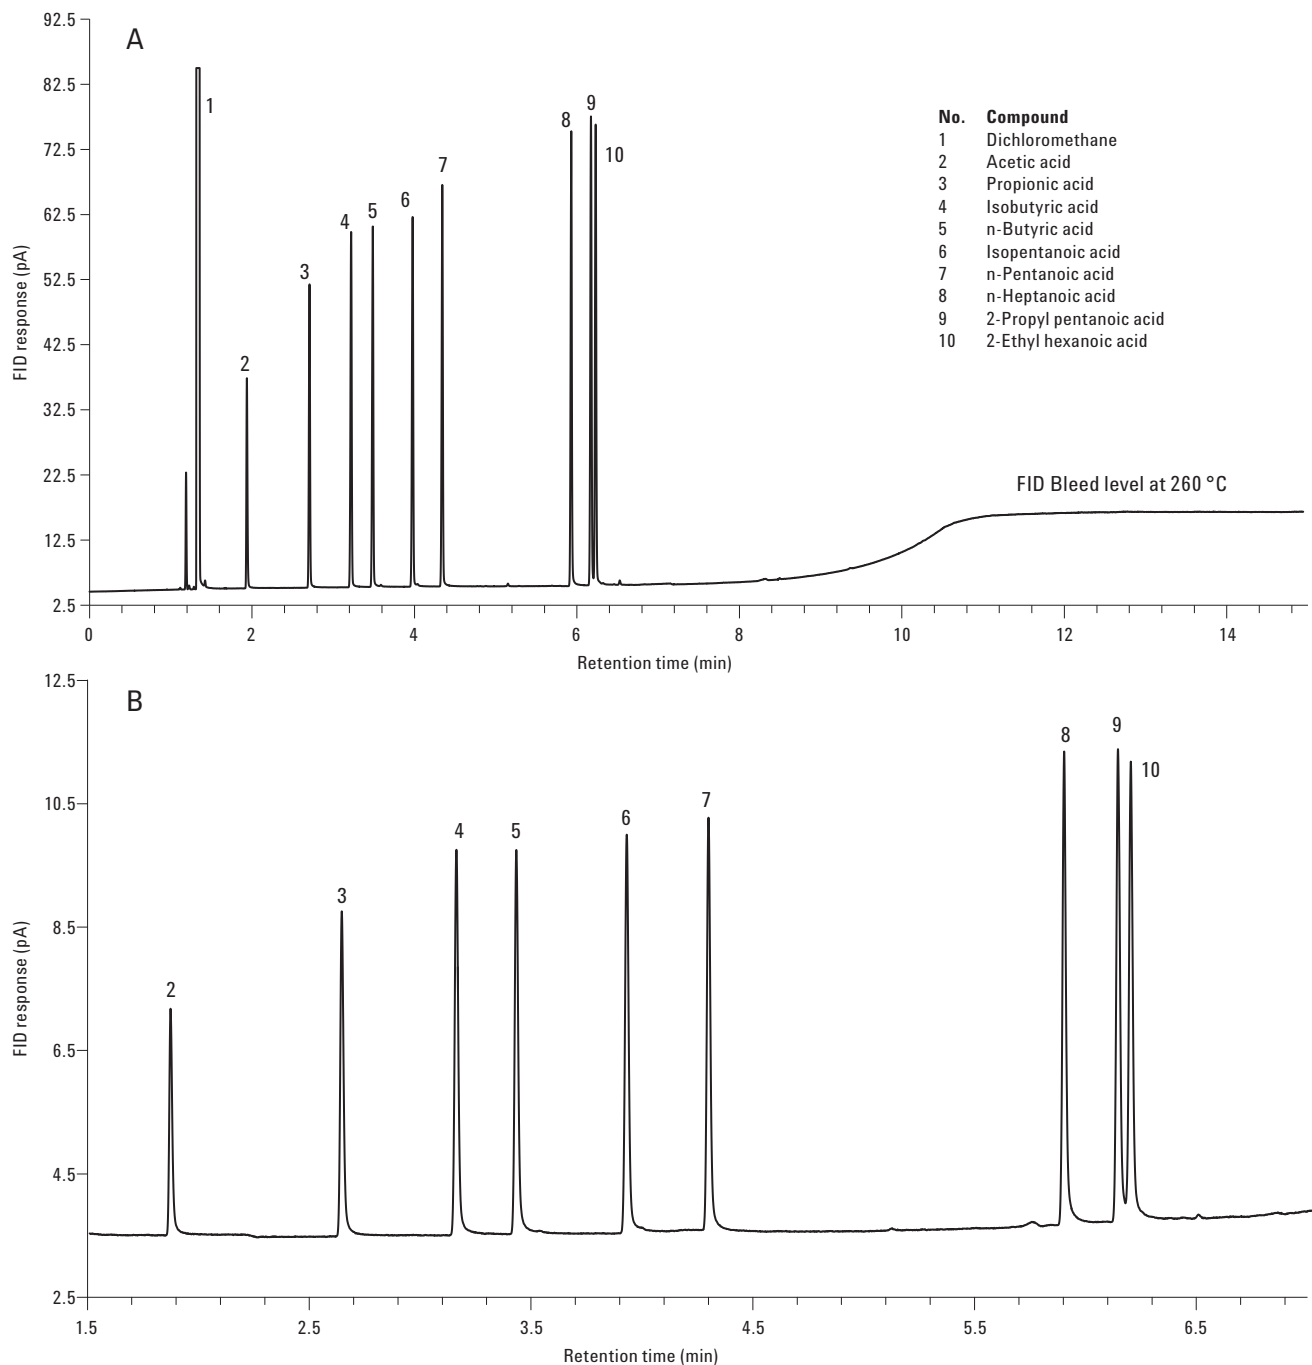 92.5
A
82.5
1
9
8
10
72.5
7
62.5
6
5
4
52.5
3
42.5
2
32.5
22.5
12.5
2.5
FID response (pA)
No. Compound
1 Dichloromethane
2 Acetic acid
3 Propionic acid
4 Isobutyric acid
5 n-Butyric acid
6 Isopentanoic acid
7 n-Pentanoic acid
8 n-Heptanoic acid
9 2-Propyl pentanoic acid
10 2-Ethyl hexanoic acid
FID Bleed level at 260 °C
0 2 4 6 8 10 12 14
Retention time (min)
12.5
B
9
8
10
10.5
7
6
5
4
3
8.5
2
6.5
4.5
2.5
FID response (pA)
1.5 2.5 3.5 4.5 5.5 6.5
Retention time (min)